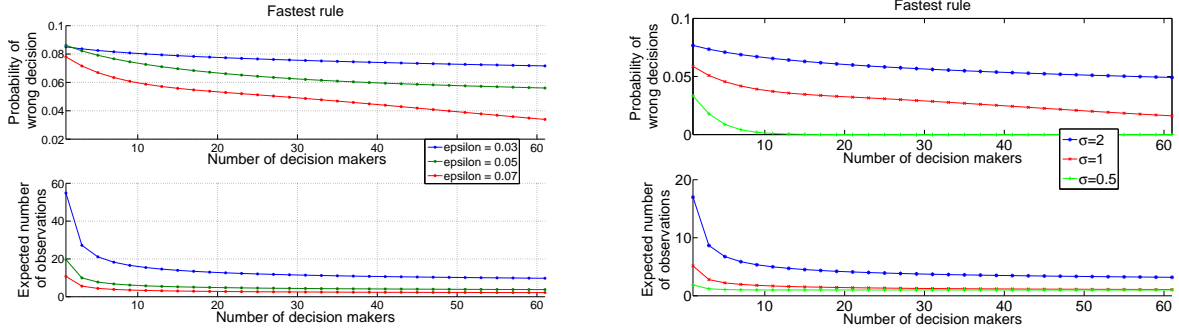 Fastest rule
0.1
0.08
0.06
0.04
0.02
Probability of
wrong decision
10 20 30 40 50 60
Number of decision makers
epsilon = 0.03
epsilon = 0.05
epsilon = 0.07
60
40
20
0
Expected number
of observations
10 20 30 40 50 60
Number of decision makers
Fastest rule
0.1
0.05
0
Probability of
wrong decisions
10 20 30 40 50 60
Number of decision makers
σ=2
σ=1
σ=0.5
20
10
0
Expected number
of observations
10 20 30 40 50 60
Number of decision makers